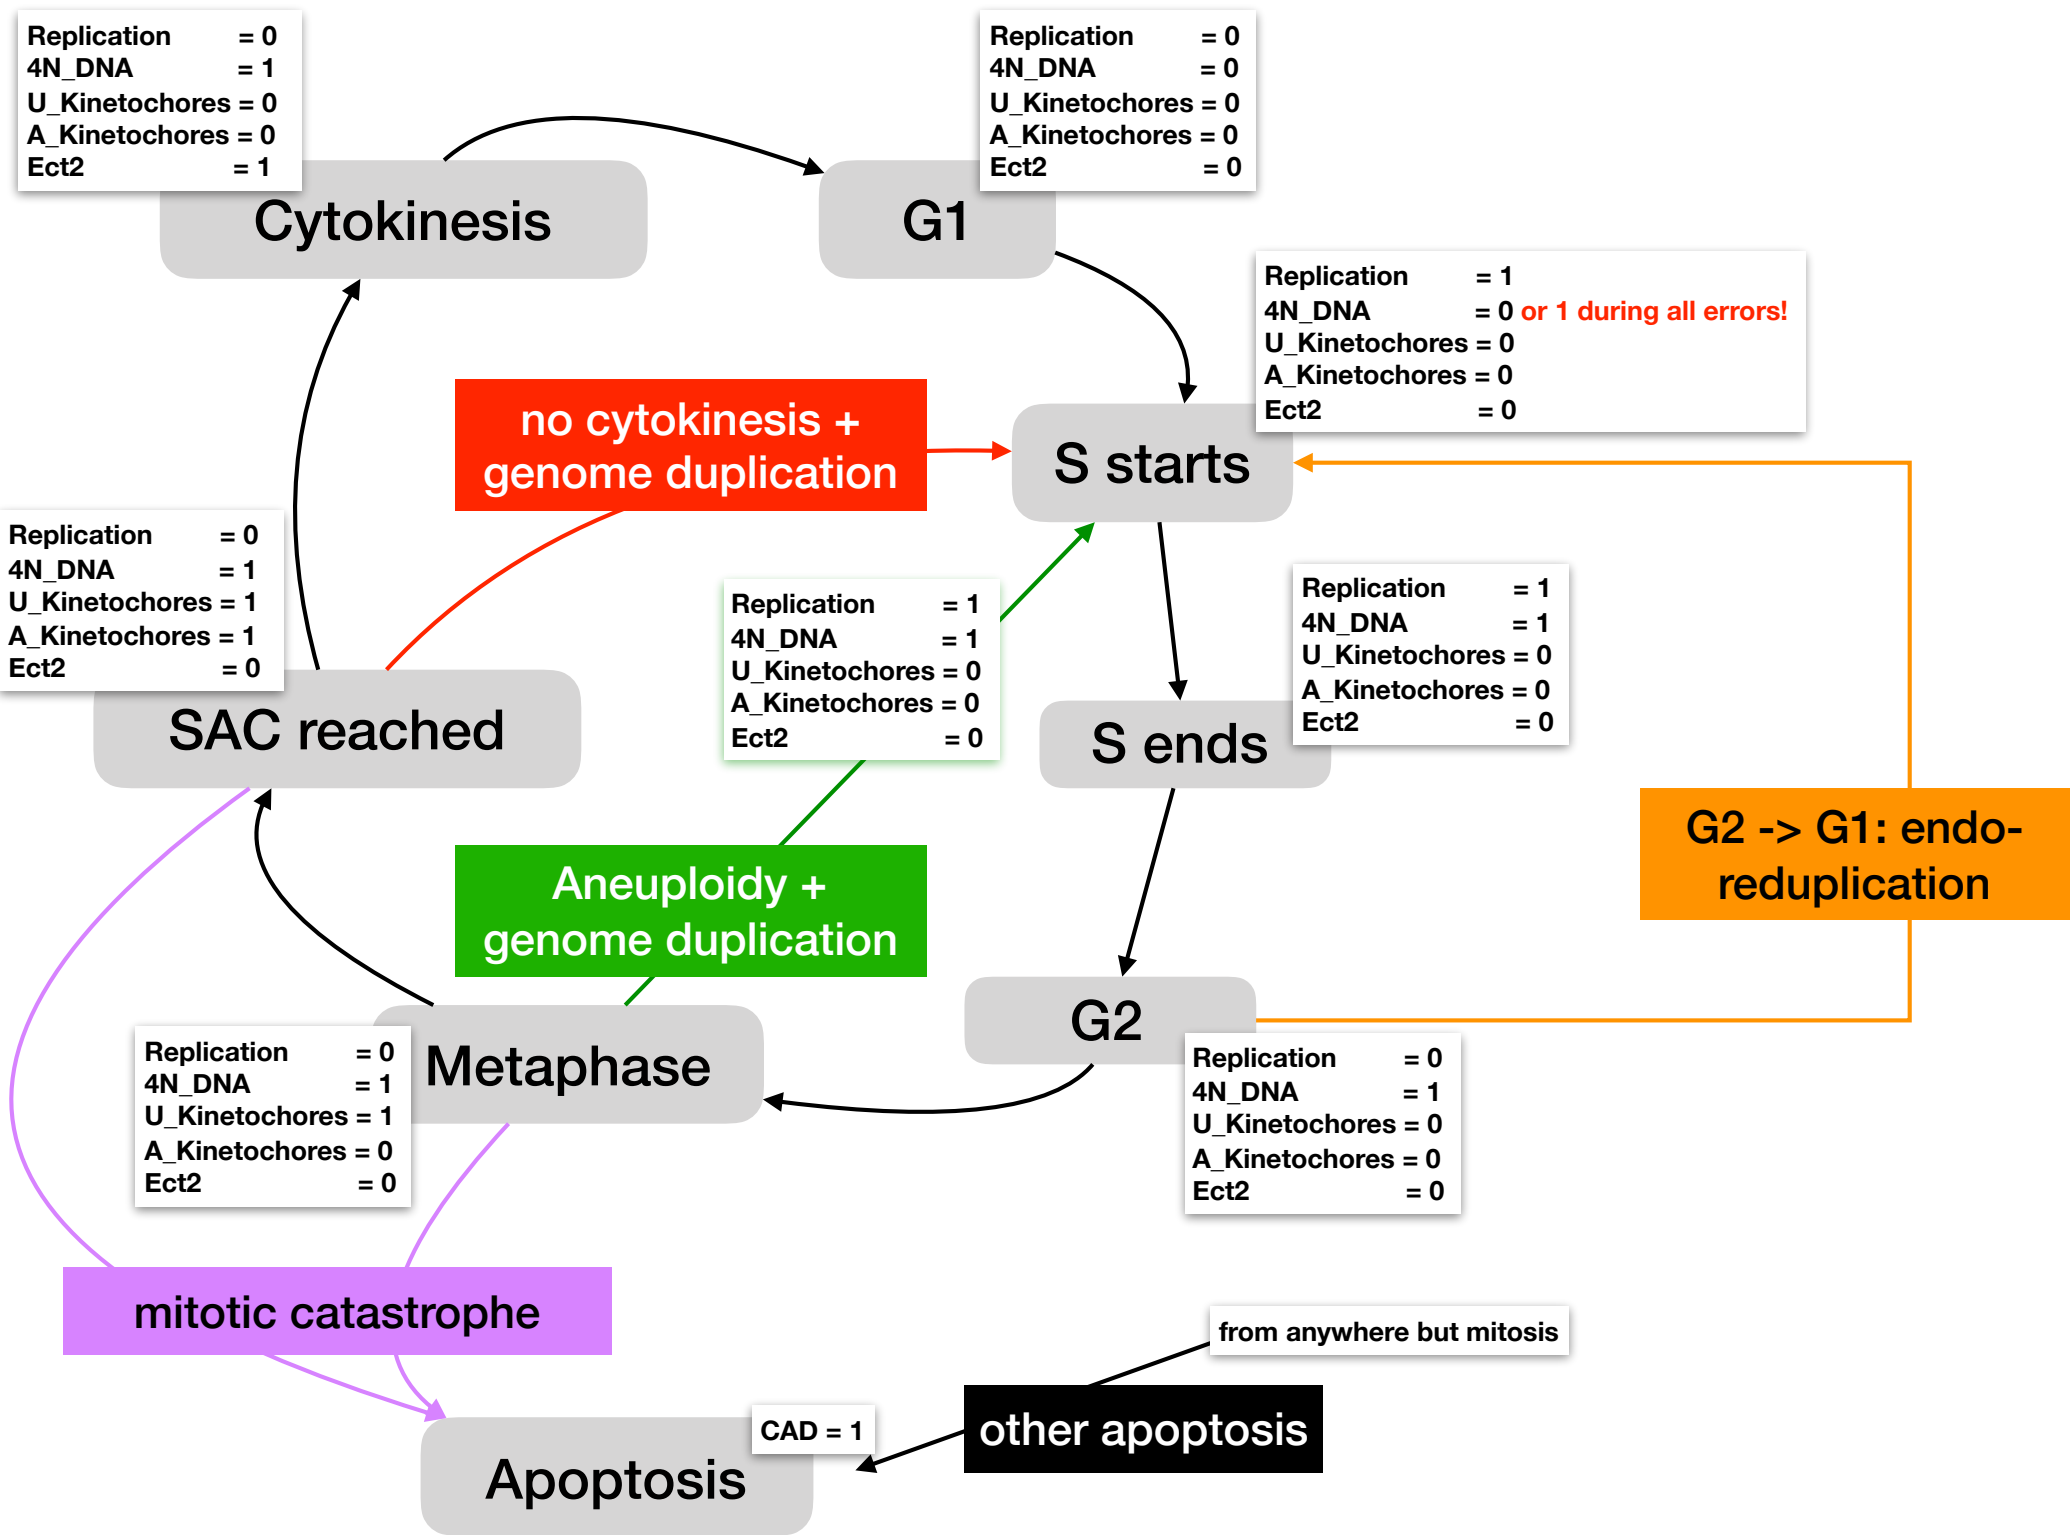 Replication = 0
4N_DNA = 1
U_Kinetochores = 0
A_Kinetochores = 0
Ect2 = 1
Cytokinesis
Replication = 0
4N_DNA = 0
U_Kinetochores = 0
A_Kinetochores = 0
Ect2 = 0
G1
Replication = 1
4N_DNA = 0 or 1 during all errors!
U_Kinetochores = 0
A_Kinetochores = 0
Ect2 = 0
S starts
no cytokinesis +
genome duplication
Replication = 0
4N_DNA = 1
U_Kinetochores = 1
A_Kinetochores = 1
Ect2 = 0
SAC reached
Replication = 1
4N_DNA = 1
U_Kinetochores = 0
A_Kinetochores = 0
Ect2 = 0
Replication = 1
4N_DNA = 1
U_Kinetochores = 0
A_Kinetochores = 0
Ect2 = 0
S ends
G2 -> G1: endo-
reduplication
Aneuploidy +
genome duplication
G2
Replication = 0
4N_DNA = 1
U_Kinetochores = 0
A_Kinetochores = 0
Ect2 = 0
Metaphase
Replication = 0
4N_DNA = 1
U_Kinetochores = 1
A_Kinetochores = 0
Ect2 = 0
mitotic catastrophe
from anywhere but mitosis
other apoptosis
CAD = 1
Apoptosis